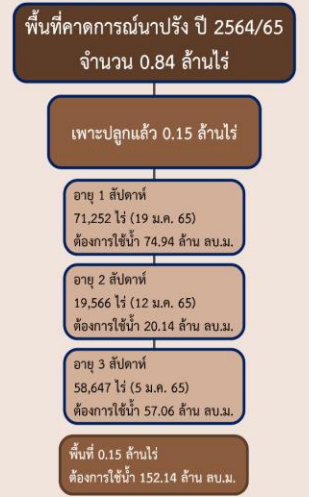 พื้นที่คาดการณ์นาปรัง ปี 2564/65
จำนวน 0.84 ล้านไร่
เพาะปลูกแล้ว 0.15 ล้านไร่
อายุ 1 สัปดาห์
71,252 ไร่ (19 ม.ค. 65)
ต้องการใช้น้ำ 74.94 ล้าน ลบ.ม.
อายุ 2 สัปดาห์
19,566 ไร่ (12 ม.ค. 65)
ต้องการใช้น้ำ 20.14 ล้าน ลบ.ม.
อายุ 3 สัปดาห์
58,647 ไร่ (5 ม.ค. 65)
ต้องการใช้น้ำ 57.06 ล้าน ลบ.ม.
พื้นที่ 0.15 ล้านไร่
ต้องการใช้น้ำ 152.14 ล้าน ลบ.ม.